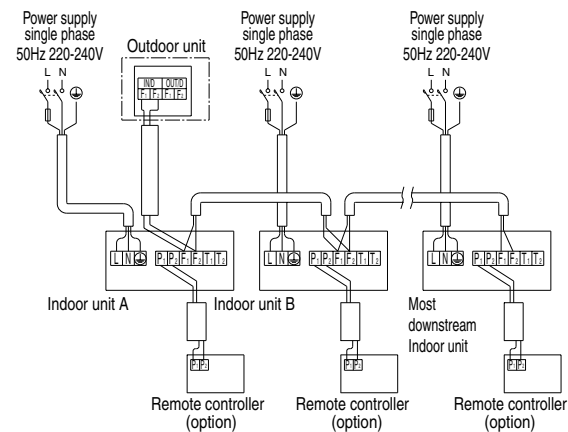 Power supply
single phase
50Hz 220-240V
L N
Outdoor unit
IN/D OUT/D
F₁ F₂ F₁ F₂
Power supply
single phase
50Hz 220-240V
L N
Power supply
single phase
50Hz 220-240V
L N
L N
P₁ P₂ F₁ F₂ T₁ T₂
L N
P₁ P₂ F₁ F₂ T₁ T₂
L N
P₁ P₂ F₁ F₂ T₁ T₂
Indoor unit A
Indoor unit B
Most
downstream
Indoor unit
P₁ P₂
P₁ P₂
P₁ P₂
Remote controller
(option)
Remote controller
(option)
Remote controller
(option)